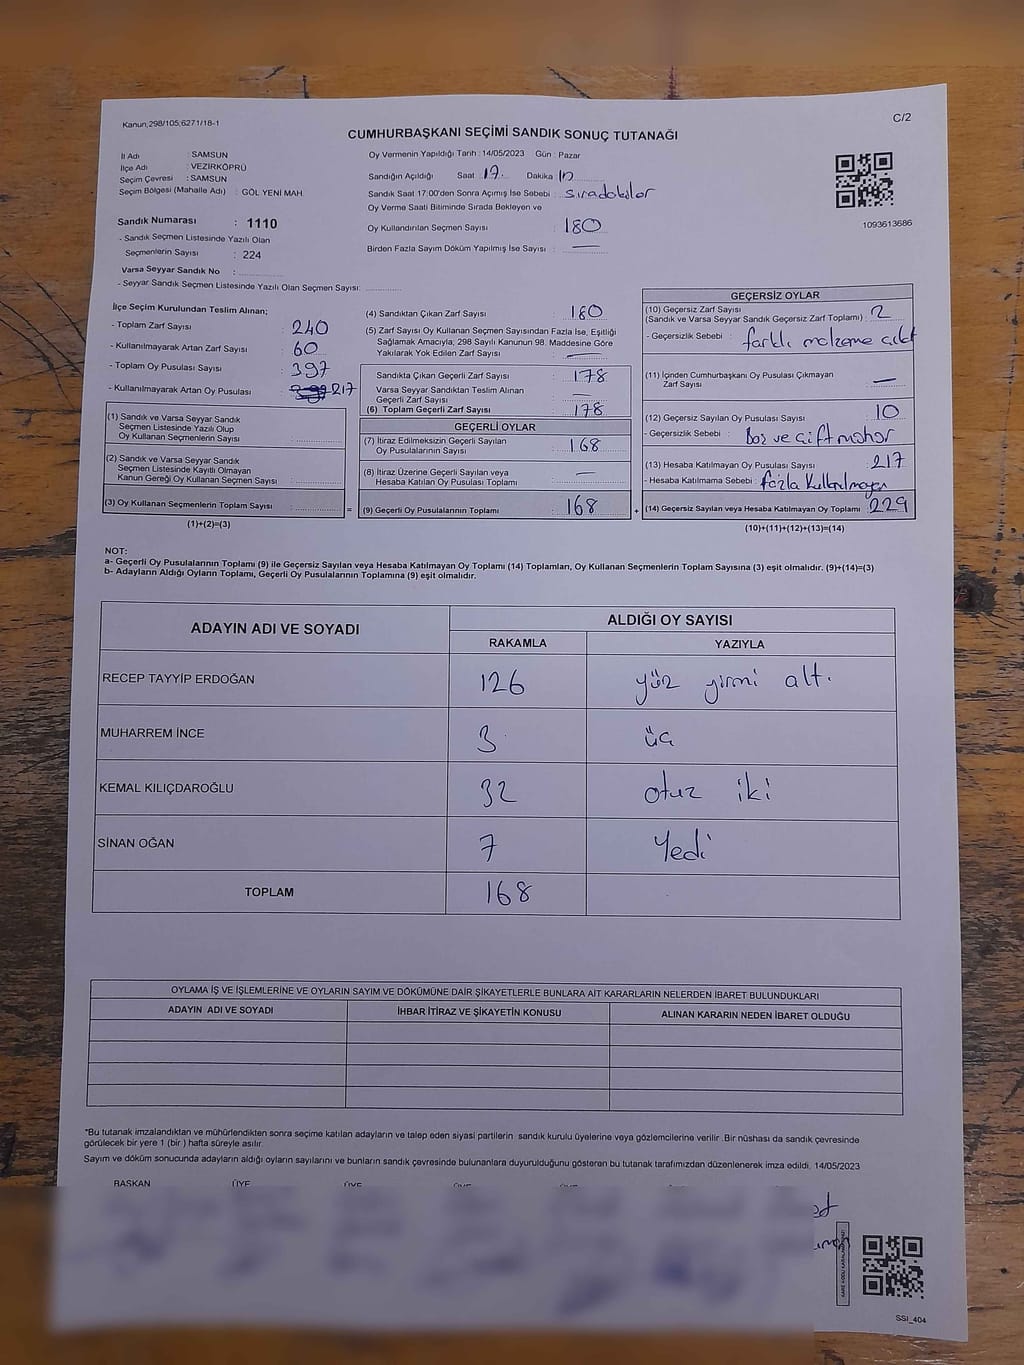 Kanun;298/105;6271/18-1
C/2
CUMHURBAŞKANI SEÇİMİ SANDIK SONUÇ TUTANAĞI
İl Adı : SAMSUN
İlçe Adı : VEZİRKÖPRÜ
Seçim Çevresi : SAMSUN
Seçim Bölgesi (Mahalle Adı) : GÖL YENİ MAH.
Sandık Numarası : 1110
- Sandık Seçmen Listesinde Yazılı Olan
Seçmenlerin Sayısı : 224
Varsa Seyyar Sandık No :
- Seyyar Sandık Seçmen Listesinde Yazılı Olan Seçmen Sayısı:
Oy Vermenin Yapıldığı Tarih : 14/05/2023 Gün : Pazar
Sandığın Açıldığı Saat 17. Dakika
Sandık Saat 17:00'den Sonra Açımış İse Sebebi :
Oy Verme Saati Bitiminde Sırada Bekleyen ve
Oy Kullandırılan Seçmen Sayısı : 180
Birden Fazla Sayım Döküm Yapılmış İse Sayısı : —
1093613686
İlçe Seçim Kurulundan Teslim Alınan;
- Toplam Zarf Sayısı : 240
- Kullanılmayarak Artan Zarf Sayısı : 60
- Toplam Oy Pusulası Sayısı : 397
- Kullanılmayarak Artan Oy Pusulası : 217
(1) Sandık ve Varsa Seyyar Sandık
Seçmen Listesinde Yazılı Olup
Oy Kullanan Seçmenlerin Sayısı :
(2) Sandık ve Varsa Seyyar Sandık
Seçmen Listesinde Kayıtlı Olmayan
Kanun Gereği Oy Kullanan Seçmen Sayısı :
(3) Oy Kullanan Seçmenlerin Toplam Sayısı :
(1)+(2)=(3)
=
(4) Sandıktan Çıkan Zarf Sayısı : 180
(5) Zarf Sayısı Oy Kullanan Seçmen Sayısından Fazla İse, Eşitliği
Sağlamak Amacıyla; 298 Sayılı Kanunun 98. Maddesine Göre
Yakılarak Yok Edilen Zarf Sayısı : —
Sandıkta Çıkan Geçerli Zarf Sayısı : 178
Varsa Seyyar Sandıktan Teslim Alınan
Geçerli Zarf Sayısı : —
(6) Toplam Geçerli Zarf Sayısı : 178
GEÇERLİ OYLAR
(7) İtiraz Edilmeksizin Geçerli Sayılan
Oy Pusulalarının Sayısı : 168
(8) İtiraz Üzerine Geçerli Sayılan veya
Hesaba Katılan Oy Pusulası Toplamı : —
(9) Geçerli Oy Pusulalarının Toplamı : 168
+
GEÇERSİZ OYLAR
(10) Geçersiz Zarf Sayısı
(Sandık ve Varsa Seyyar Sandık Geçersiz Zarf Toplamı) : 2
- Geçersizlik Sebebi : farklı malzeme çıktı
(11) İçinden Cumhurbaşkanı Oy Pusulası Çıkmayan
Zarf Sayısı : —
(12) Geçersiz Sayılan Oy Pusulası Sayısı : 10
- Geçersizlik Sebebi : Boş ve çift mühür
(13) Hesaba Katılmayan Oy Pusulası Sayısı : 217
- Hesaba Katılmama Sebebi : fazla kullanılmayan
(14) Geçersiz Sayılan veya Hesaba Katılmayan Oy Toplamı : 229
(10)+(11)+(12)+(13)=(14)
NOT:
a- Geçerli Oy Pusulalarının Toplamı (9) ile Geçersiz Sayılan veya Hesaba Katılmayan Oy Toplamı (14) Toplamları, Oy Kullanan Seçmenlerin Toplam Sayısına (3) eşit olmalıdır. (9)+(14)=(3)
b- Adayların Aldığı Oyların Toplamı, Geçerli Oy Pusulalarının Toplamına (9) eşit olmalıdır.
ADAYIN ADI VE SOYADI
ALDIĞI OY SAYISI
RAKAMLA YAZIYLA
RECEP TAYYİP ERDOĞAN 126 yüz yirmi alt.
MUHARREM İNCE 3 üç
KEMAL KILIÇDAROĞLU 32 otuz iki
SİNAN OĞAN 7 Yedi
TOPLAM 168
OYLAMA İŞ VE İŞLEMLERİNE VE OYLARIN SAYIM VE DÖKÜMÜNE DAİR ŞİKAYETLERLE BUNLARA AİT KARARLARIN NELERDEN İBARET BULUNDUKLARI
ADAYIN ADI VE SOYADI İHBAR İTİRAZ VE ŞİKAYETİN KONUSU ALINAN KARARIN NEDEN İBARET OLDUĞU
*Bu tutanak imzalandıktan ve mühürlendikten sonra seçime katılan adayların ve talep eden siyasi partilerin sandık kurulu üyelerine veya gözlemcilerine verilir .Bir nüshası da sandık çevresinde
görülecek bir yere 1 (bir ) hafta süreyle asılır.
Sayım ve döküm sonucunda adayların aldığı oyların sayılarını ve bunların sandık çevresinde bulunanlara duyurulduğunu gösteren bu tutanak tarafımızdan düzenlenerek imza edildi. 14/05/2023
BAŞKAN ÜYE ÜYE
SSI_404